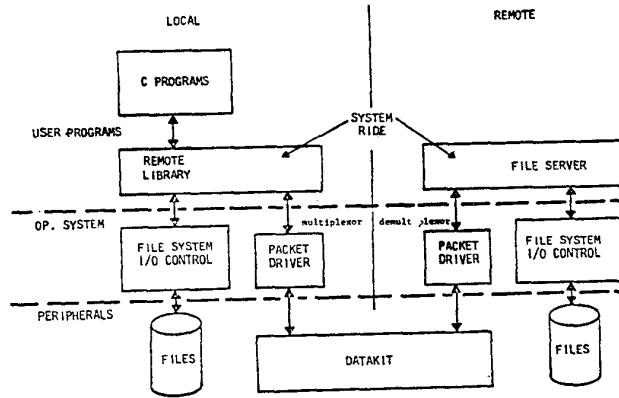 LOCAL
REMOTE
C PROGRAMS
SYSTEM
RIDE
USER PROGRAMS
REMOTE
LIBRARY
FILE SERVER
OP. SYSTEM
multiplexor
demult plexor
FILE SYSTEM
I/O CONTROL
PACKET
DRIVER
PACKET
DRIVER
FILE SYSTEM
I/O CONTROL
PERIPHERALS
FILES
DATAKIT
FILES